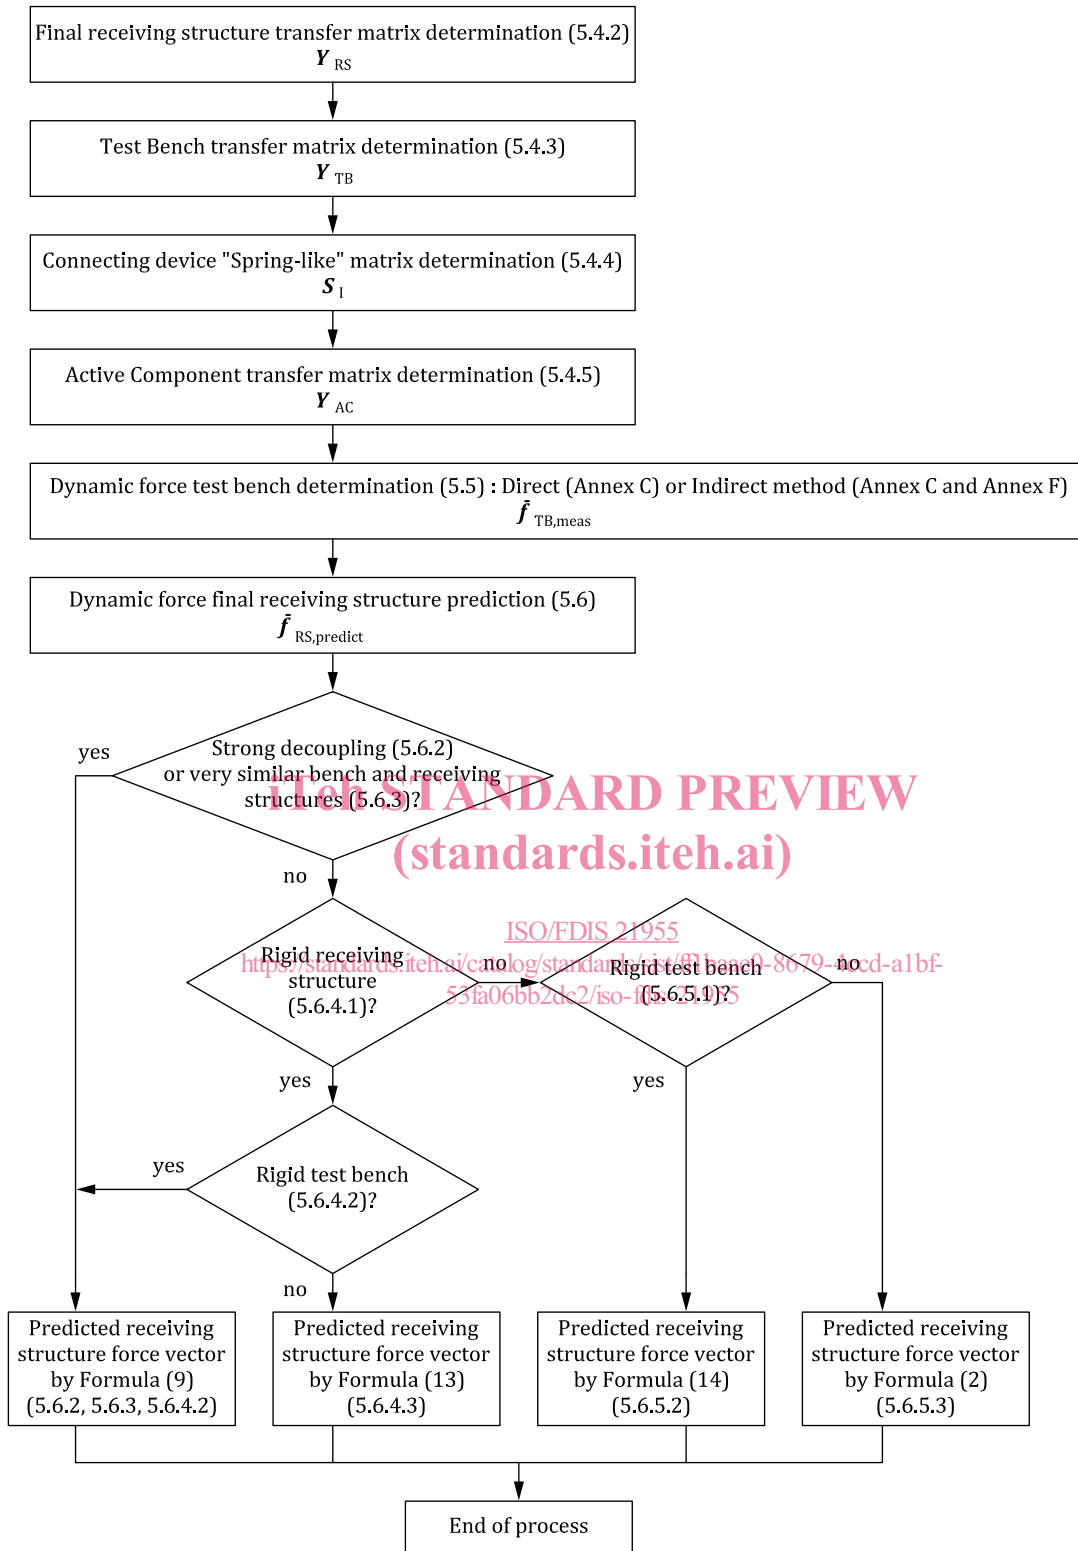 Final receiving structure transfer matrix determination (5.4.2)
Y RS
Test Bench transfer matrix determination (5.4.3)
Y TB
Connecting device "Spring-like" matrix determination (5.4.4)
S I
Active Component transfer matrix determination (5.4.5)
Y AC
Dynamic force test bench determination (5.5) : Direct (Annex C) or Indirect method (Annex C and Annex F)
f̄ TB,meas
Dynamic force final receiving structure prediction (5.6)
f̄ RS,predict
yes
Strong decoupling (5.6.2)
or very similar bench and receiving
structures (5.6.3)?
iTeh STANDARD PREVIEW
(standards.iteh.ai)
no
ISO/FDIS 21955
Rigid receiving
structure
(5.6.4.1)?
no
Rigid test bench
(5.6.5.1)?
no
53fa06bb2dc2/iso-fdis-21955
yes
yes
yes
Rigid test bench
(5.6.4.2)?
no
Predicted receiving
structure force vector
by Formula (9)
(5.6.2, 5.6.3, 5.6.4.2)
Predicted receiving
structure force vector
by Formula (13)
(5.6.4.3)
Predicted receiving
structure force vector
by Formula (14)
(5.6.5.2)
Predicted receiving
structure force vector
by Formula (2)
(5.6.5.3)
End of process